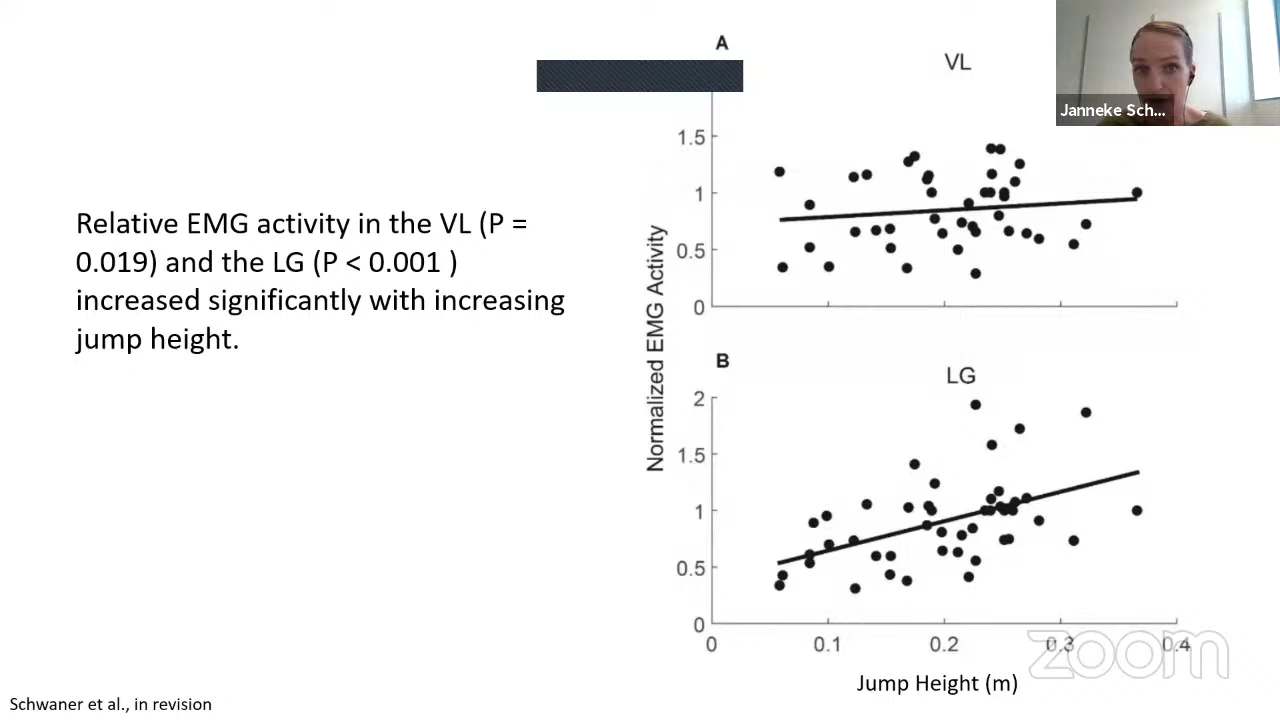 A
VL
Janneke Sch...
1.5
1
0.5
0
Relative EMG activity in the VL (P =
0.019) and the LG (P < 0.001 )
increased significantly with increasing
jump height.
Normalized EMG Activity
B
LG
2
1.5
1
0.5
0
0 0.1 0.2 0.3 0.4
zoom
Jump Height (m)
Schwaner et al., in revision